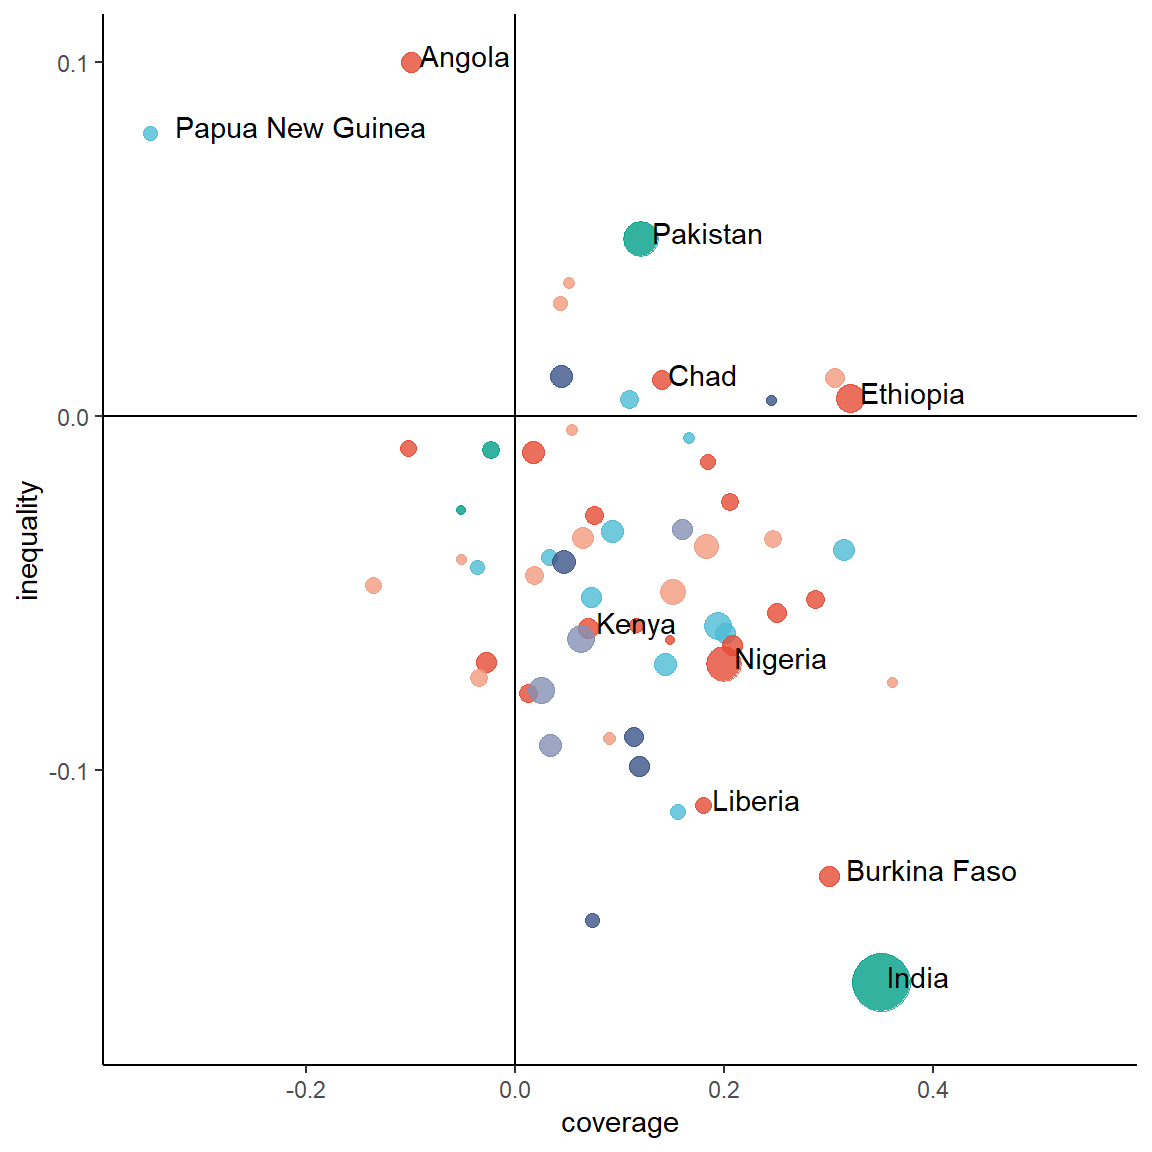 0.1
Angola
Papua New Guinea
Pakistan
Chad
Ethiopia
0.0
inequality
Kenya
Nigeria
-0.1
Liberia
Burkina Faso
India
-0.2
0.0
0.2
0.4
coverage